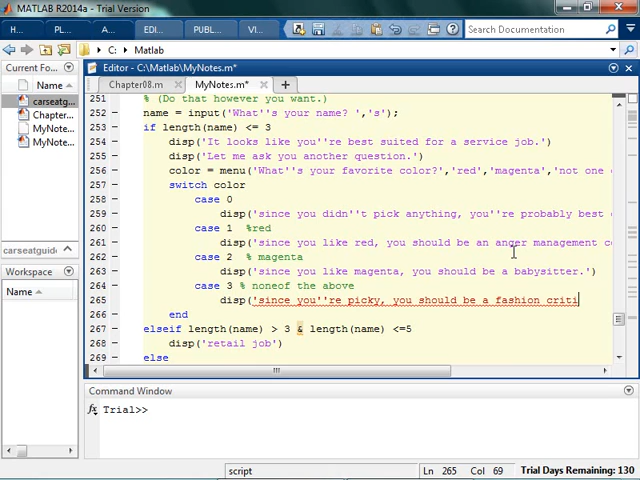 MATLAB R2014a - Trial Version
H... P... A... EDI... PUBL... VI... Search Documentation
C: Matlab
Current Fo... Editor - C:\Matlab\MyNotes.m*
Name Chapter08.m MyNotes.m*
carseatg...
Chapter...
MyNote...
MyNote...
251 % (Do that however you want.)
252 name = input('What''s your name? ','s');
253 if length(name) <= 3
254 disp('It looks like you''re best suited for a service job.')
255 disp('Let me ask you another question.')
256 color = menu('What''s your favorite color?','red','magenta','not one o
257 switch color
258 case 0
259 disp('since you didn''t pick anything, you''re probably best
260 case 1 %red
261 disp('since you like red, you should be an anger management co
262 case 2 % magenta
263 disp('since you like magenta, you should be a babysitter.')
264 case 3 % noneof the above
265 disp('since you''re picky, you should be a fashion criti
266 end
267 elseif length(name) > 3 & length(name) <=5
268 disp('retail job')
269 else
carseatguide...
Workspace
Name
Command Window
fx Trial>>
script Ln 265 Col 69 Trial Days Remaining: 130